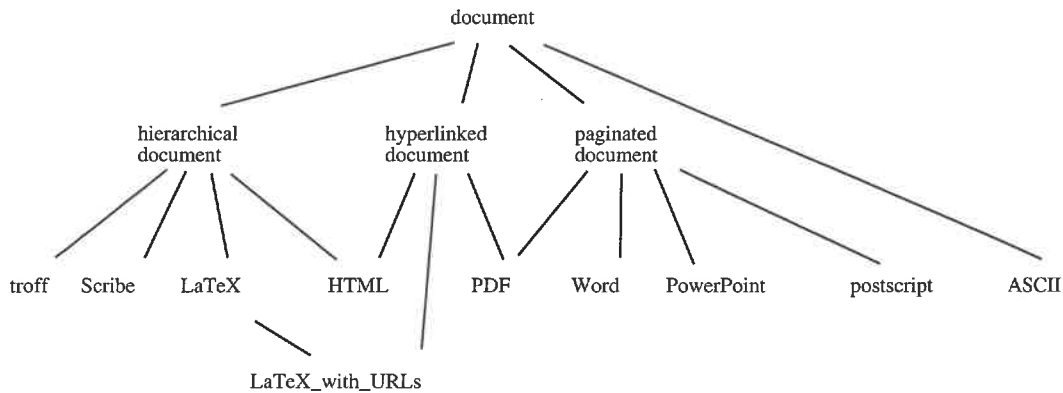 document
hierarchical
document
hyperlinked
document
paginated
document
troff Scribe LaTeX HTML PDF Word PowerPoint postscript ASCII
LaTeX_with_URLs